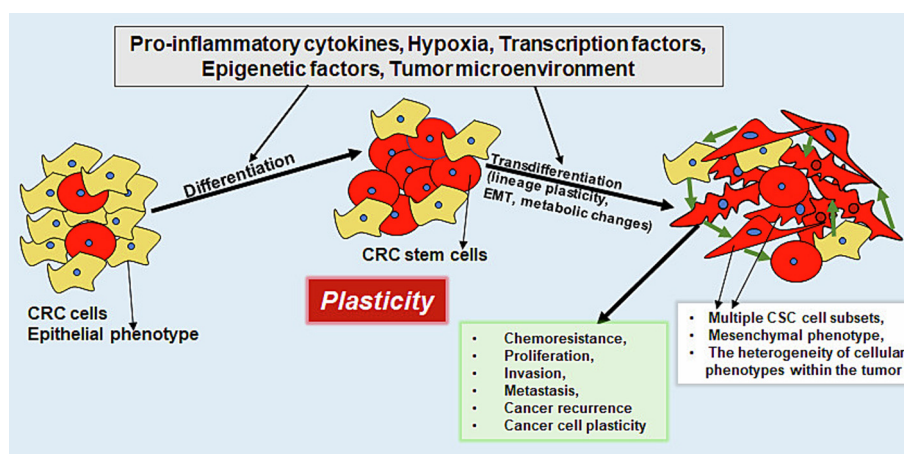 Pro-inflammatory cytokines, Hypoxia, Transcription factors,
Epigenetic factors, Tumor microenvironment
Differentiation
Transdifferentiation
(lineage plasticity,
EMT, metabolic changes)
CRC stem cells
CRC cells
Epithelial phenotype
Plasticity
• Chemoresistance,
• Proliferation,
• Invasion,
• Metastasis,
• Cancer recurrence
• Cancer cell plasticity
• Multiple CSC cell subsets,
• Mesenchymal phenotype,
• The heterogeneity of cellular
phenotypes within the tumor